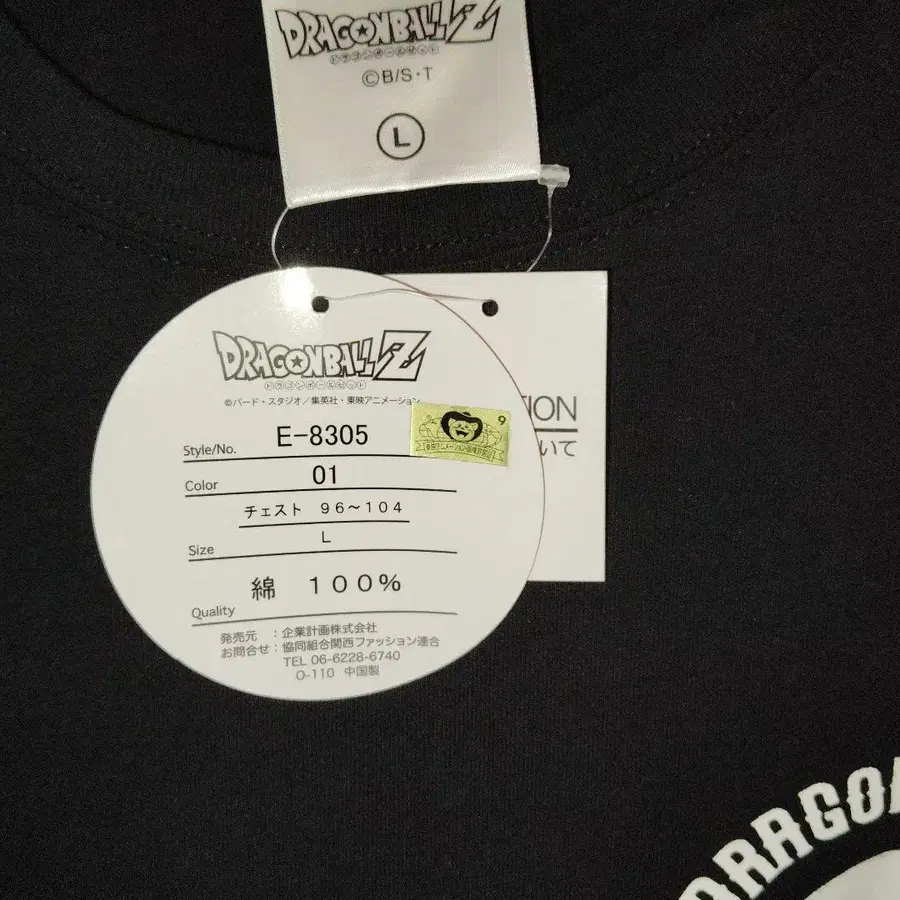 DRAGONBALL Z
ドラゴンボールゼット
©B/S・T
L
DRAGONBALL Z
ドラゴンボールゼット
©バード・スタジオ/集英社・東映アニメーション
Style/No. E-8305
9
Color 01
チェスト 96~104
Size L
綿 100%
Quality
発売元 :企業計画株式会社
お問合せ:協同組合関西ファッション連合
TEL 06-6228-6740
O-110 中国製
TION
いて
DRAGO